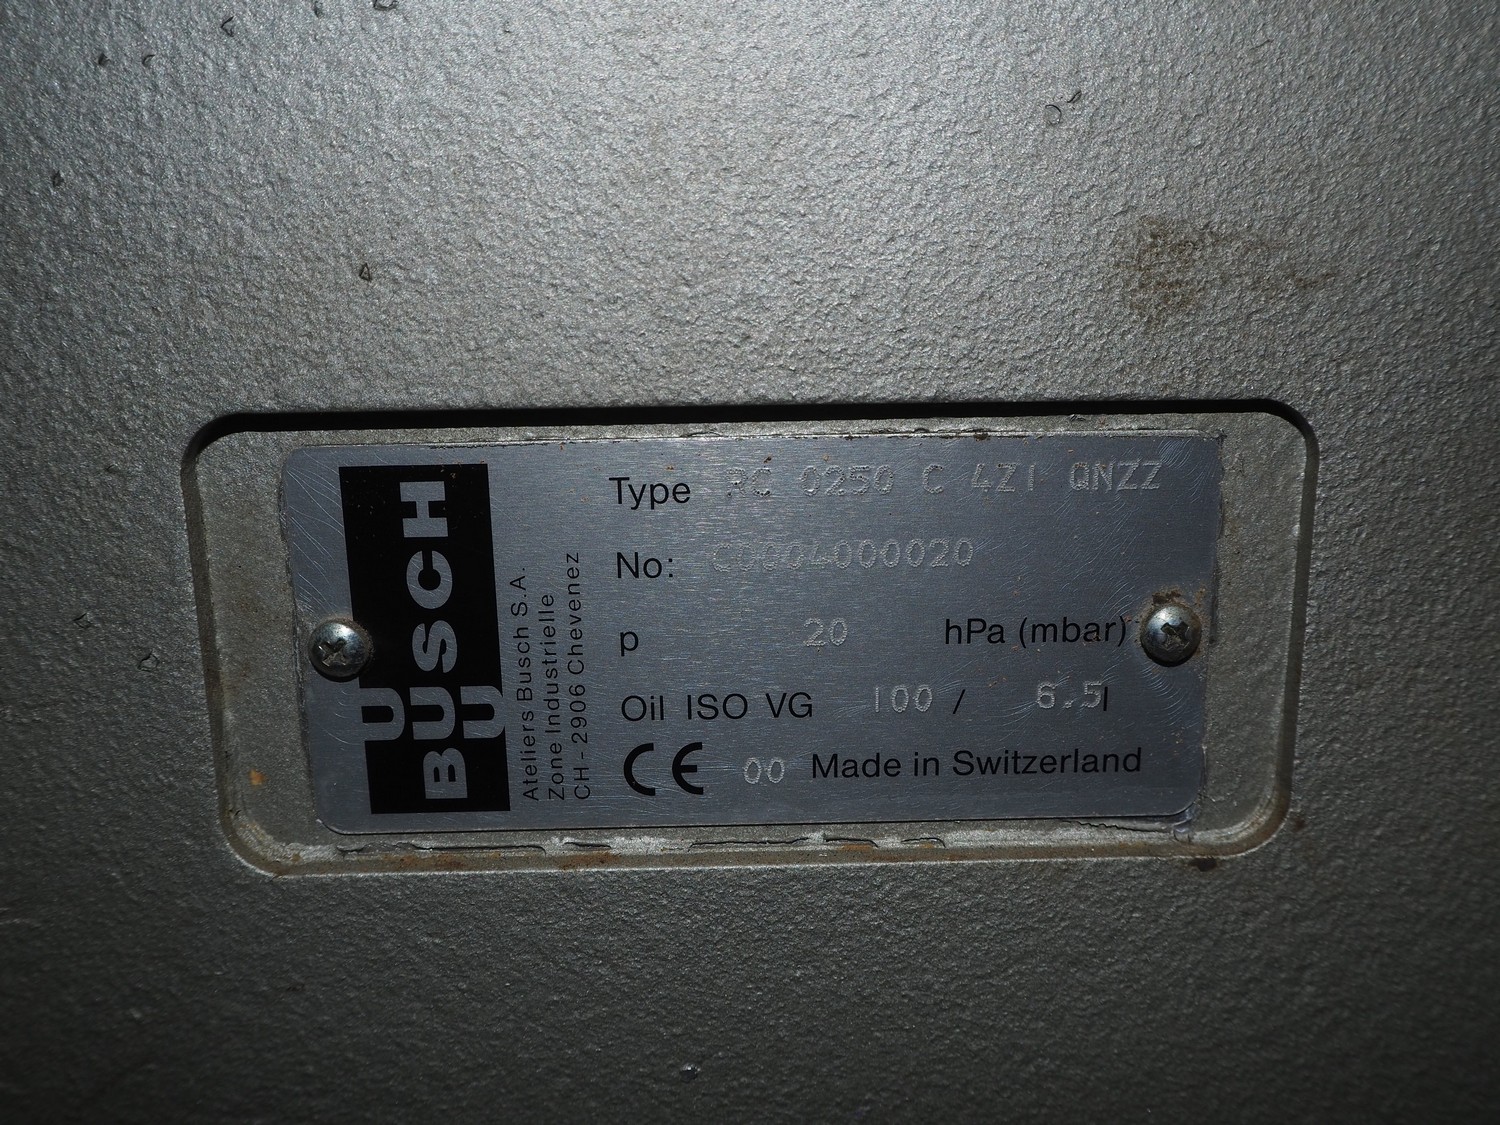 BUSCH
Ateliers Busch S.A.
Zone Industrielle
CH - 2906 Chevenez
Type RC 0250 C 4Z1 QNZZ
No: C0004000020
p 20 hPa (mbar)
Oil ISO VG 100 / 6.5l
CE 00 Made in Switzerland